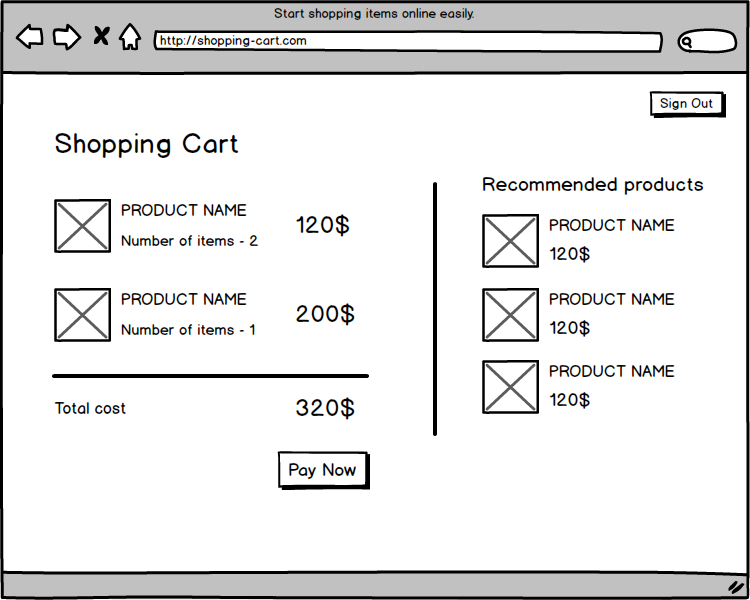 Start shopping items online easily.
http://shopping-cart.com
Sign Out
Shopping Cart
PRODUCT NAME
Number of items - 2
120$
PRODUCT NAME
Number of items - 1
200$
Total cost
320$
Pay Now
Recommended products
PRODUCT NAME
120$
PRODUCT NAME
120$
PRODUCT NAME
120$